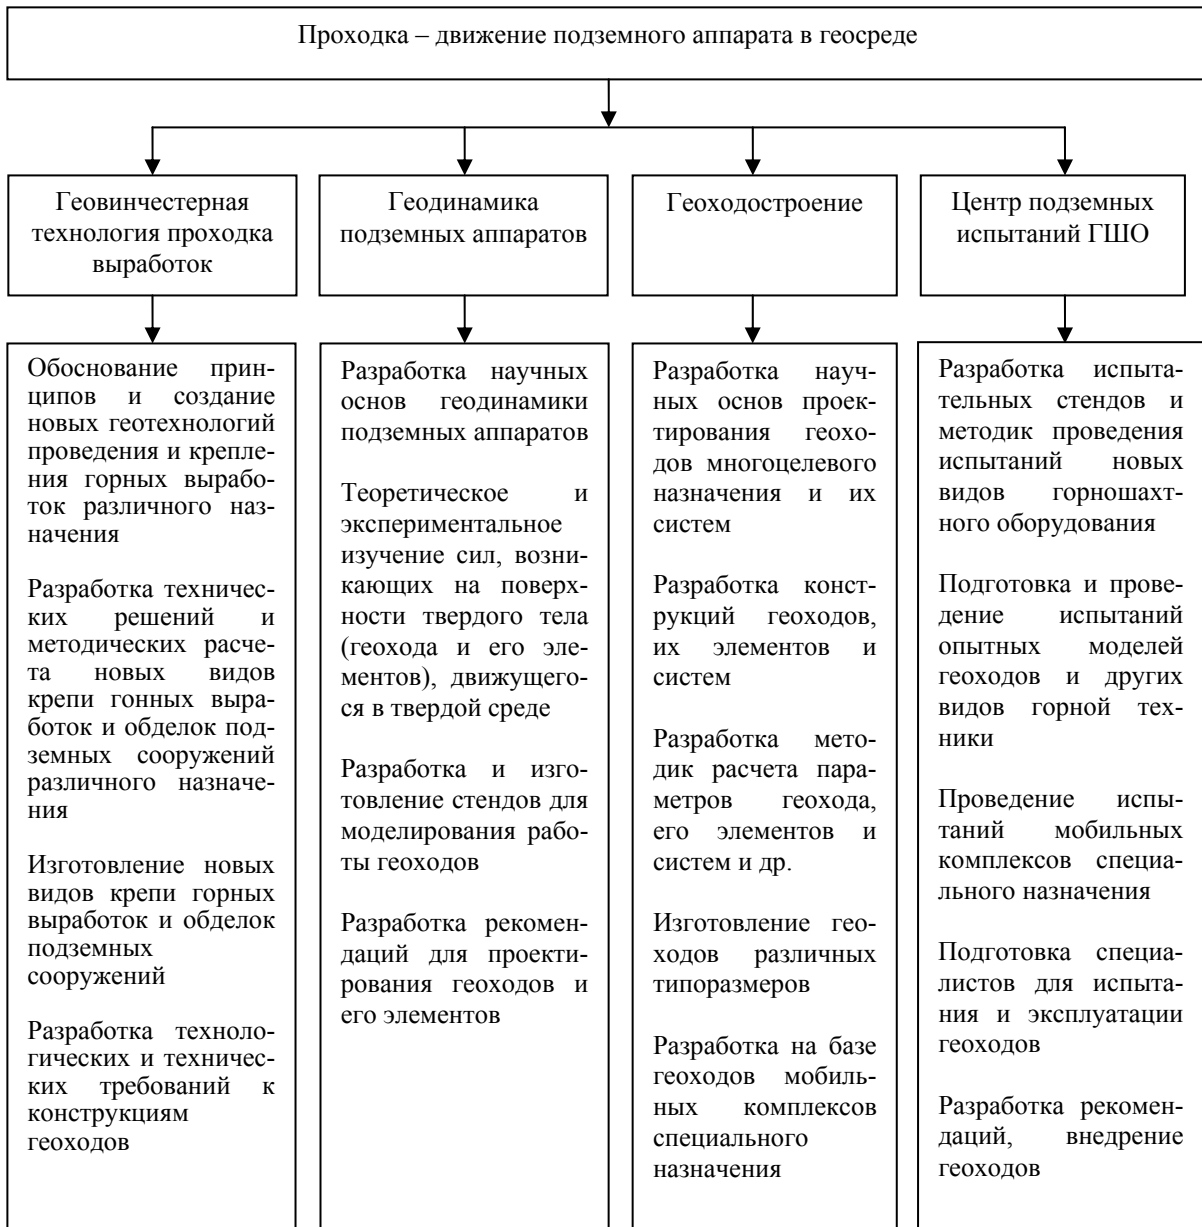 Проходка – движение подземного аппарата в геосреде
Геовинчестерная
технология проходка
выработок
Геодинамика
подземных аппаратов
Геоходостроение
Центр подземных
испытаний ГШО
Обоснование прин-
ципов и создание
новых геотехнологий
проведения и крепле-
ния горных вырабо-
ток различного наз-
начения
Разработка техничес-
ких решений и
методических расче-
та новых видов
крепи гонных выра-
боток и обделок под-
земных сооружений
различного назначе-
ния
Изготовление новых
видов крепи горных
выработок и обделок
подземных
сооружений
Разработка техноло-
гических и техничес-
ких требований к
конструкциям
геоходов
Разработка научных
основ геодинамики
подземных аппаратов
Теоретическое и
экспериментальное
изучение сил, возни-
кающих на поверх-
ности твердого тела
(геохода и его эле-
ментов), движущего-
ся в твердой среде
Разработка и изго-
товление стендов для
моделирования рабо-
ты геоходов
Разработка рекомен-
даций для проекти-
рования геоходов и
его элементов
Разработка науч-
ных основ проек-
тирования геохо-
дов многоцелевого
назначения и их
систем
Разработка конст-
рукций геоходов,
их элементов и
систем
Разработка мето-
дик расчета пара-
метров геохода,
его элементов и
систем и др.
Изготовление гео-
ходов различных
типоразмеров
Разработка на базе
геоходов мобиль-
ных комплексов
специального
назначения
Разработка испыта-
тельных стендов и
методик проведения
испытаний новых
видов горношахт-
ного оборудования
Подготовка и прове-
дение испытаний
опытных моделей
геоходов и других
видов горной тех-
ники
Проведение испы-
таний мобильных
комплексов специ-
ального назначения
Подготовка специа-
листов для испыта-
ния и эксплуатации
геоходов
Разработка рекомен-
даций, внедрение
геоходов